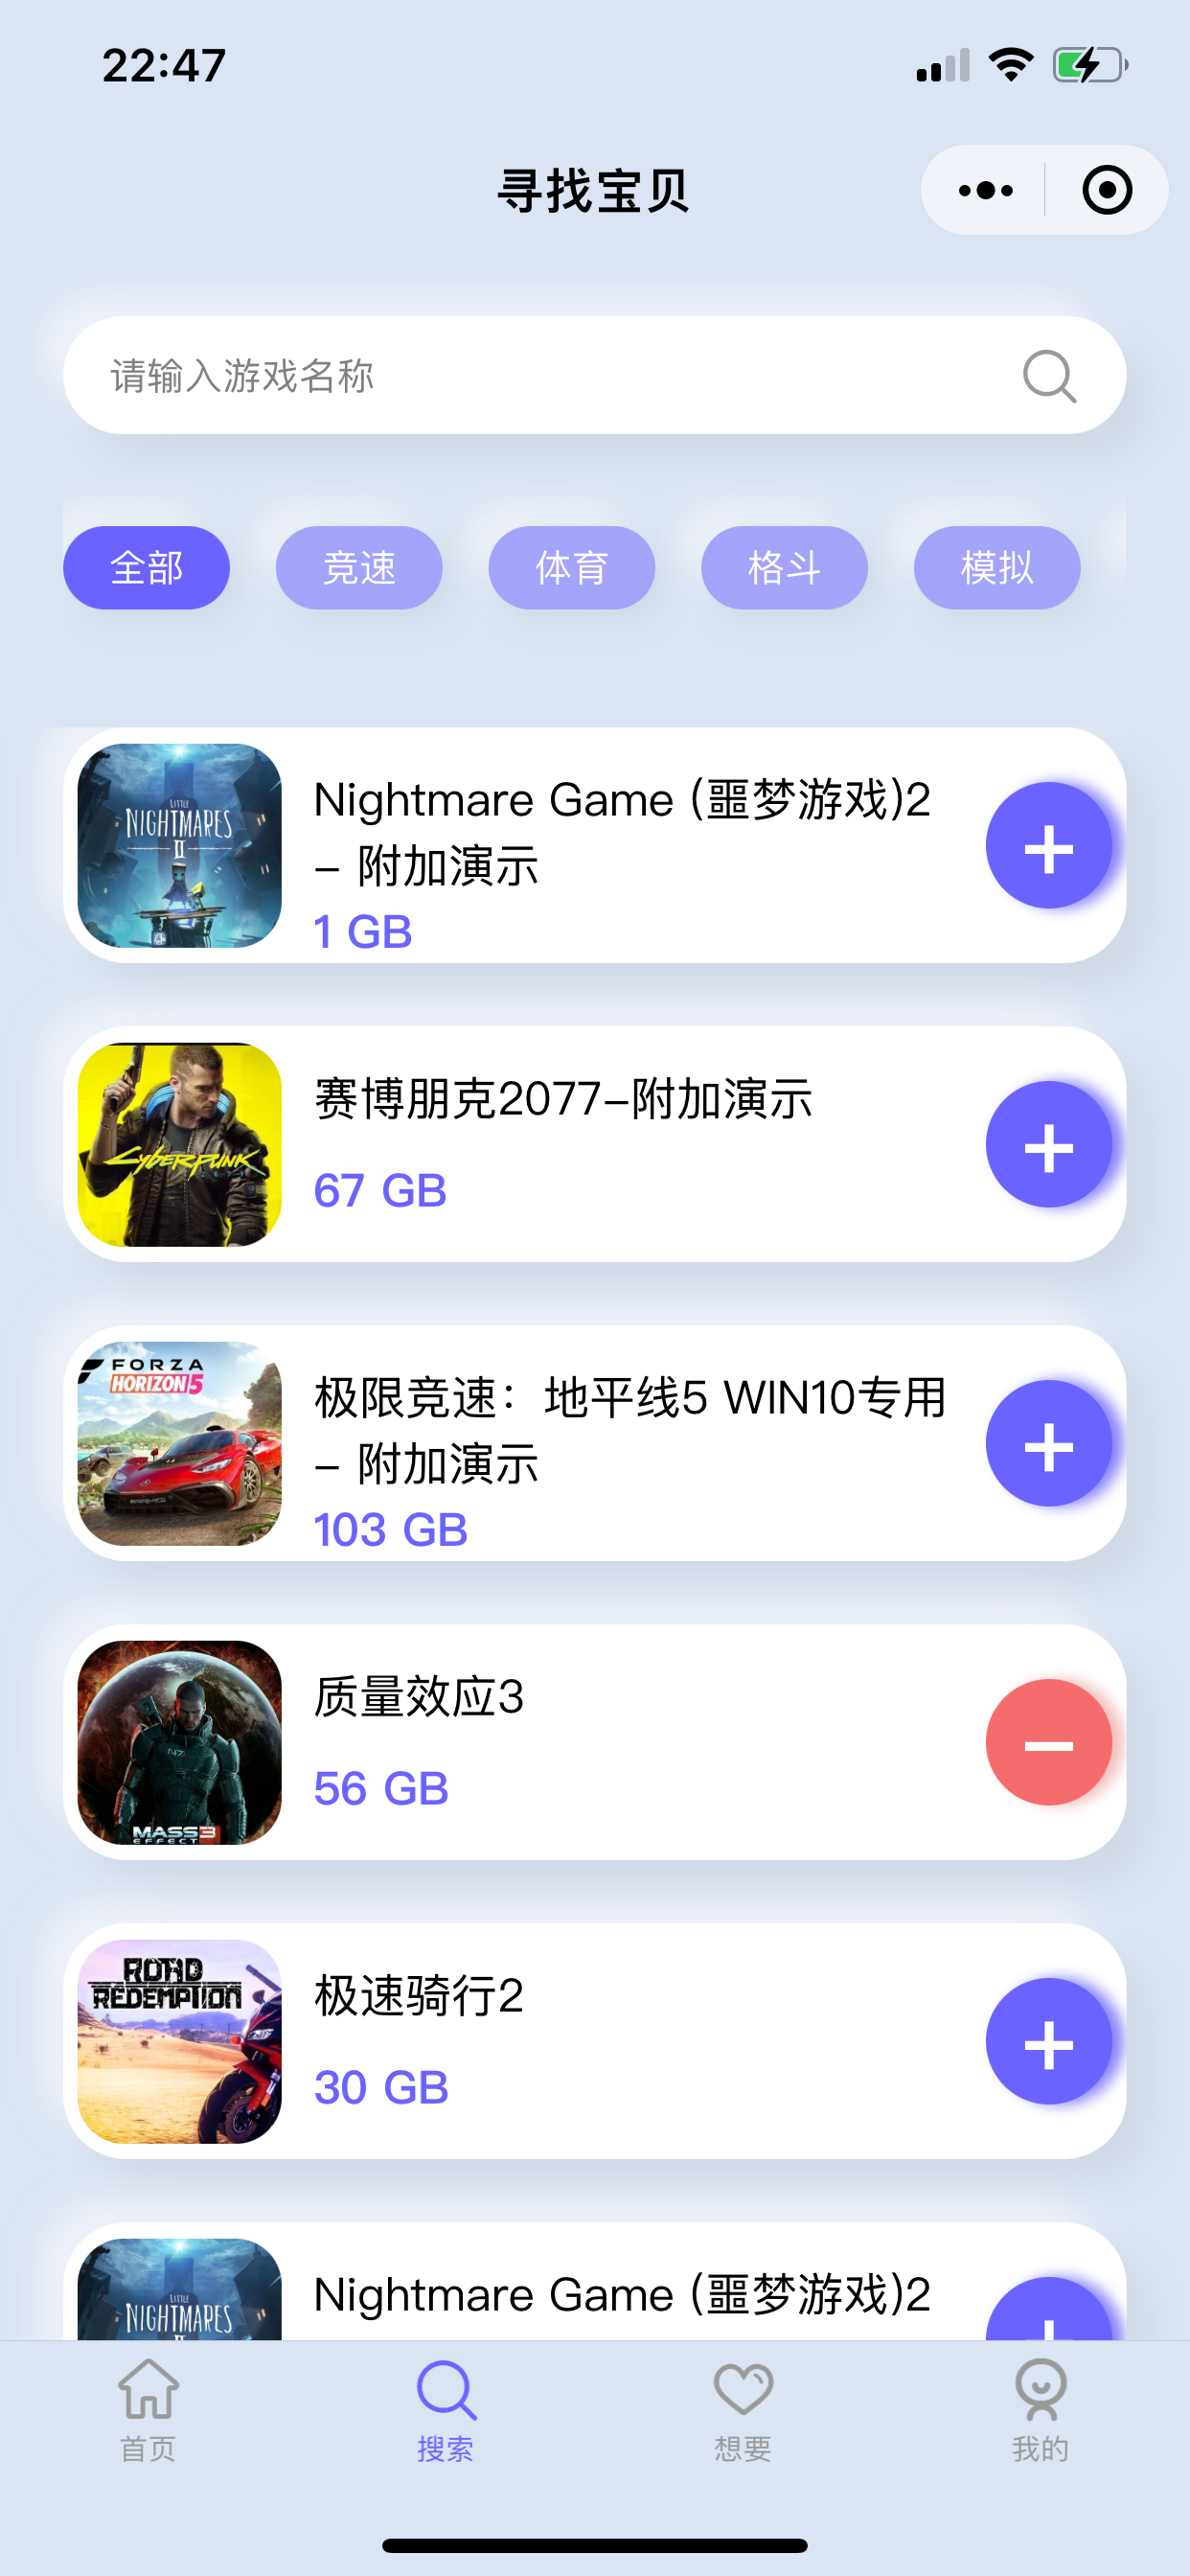 22:47
寻找宝贝
请输入游戏名称
全部 竞速 体育 格斗 模拟
LITTLE
NIGHTMARES
II
Nightmare Game (噩梦游戏)2
– 附加演示
1 GB
CYBERPUNK
2077
赛博朋克2077–附加演示
67 GB
FORZA
HORIZON 5
极限竞速：地平线5 WIN10专用
– 附加演示
103 GB
N7
MASS 3
EFFECT
质量效应3
56 GB
ROAD
REDEMPTION
极速骑行2
30 GB
LITTLE
NIGHTMARES
Nightmare Game (噩梦游戏)2
首页 搜索 想要 我的